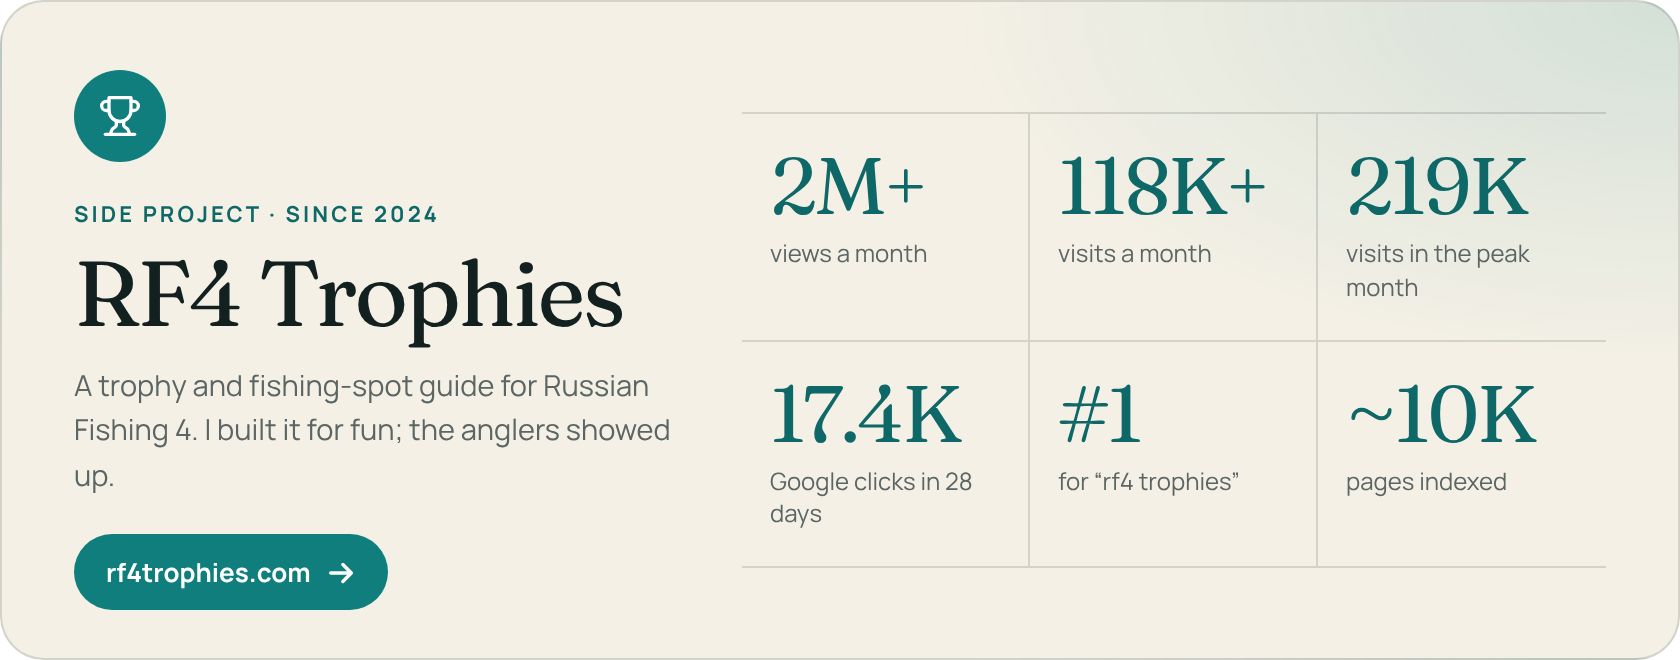 SIDE PROJECT · SINCE 2024
RF4 Trophies
A trophy and fishing-spot guide for Russian
Fishing 4. I built it for fun; the anglers showed
up.
rf4trophies.com →
2M+
views a month
118K+
visits a month
219K
visits in the peak
month
17.4K
Google clicks in 28
days
#1
for “rf4 trophies”
~10K
pages indexed